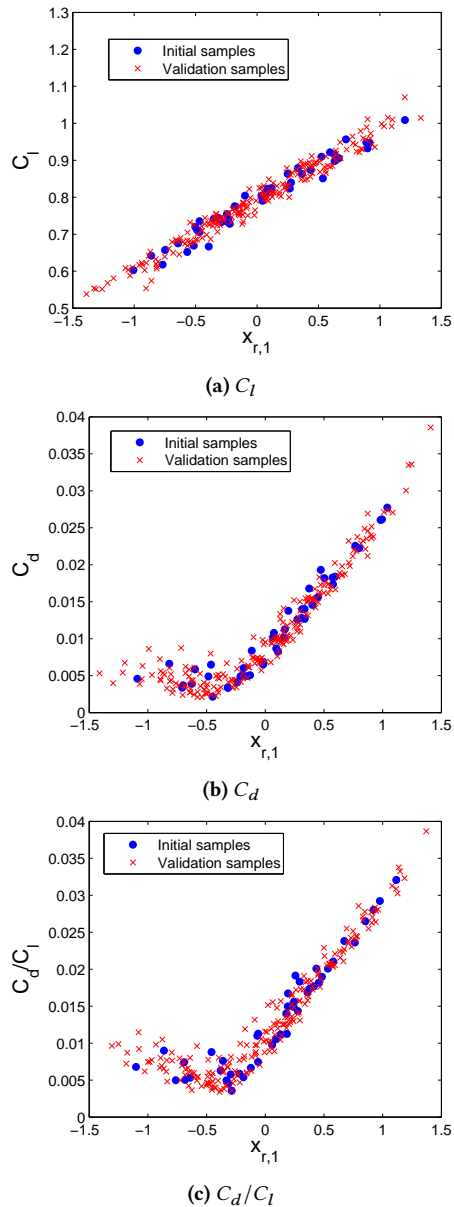 1.3
1.2
1.1
1
0.9
0.8
0.7
0.6
0.5
C_l
Initial samples
Validation samples
−1.5 −1 −0.5 0 0.5 1 1.5
x_{r,1}
(a) C_l
0.04
0.035
0.03
0.025
0.02
0.015
0.01
0.005
0
C_d
Initial samples
Validation samples
−1.5 −1 −0.5 0 0.5 1 1.5
x_{r,1}
(b) C_d
0.04
0.035
0.03
0.025
0.02
0.015
0.01
0.005
0
C_d/C_l
Initial samples
Validation samples
−1.5 −1 −0.5 0 0.5 1 1.5
x_{r,1}
(c) C_d/C_l